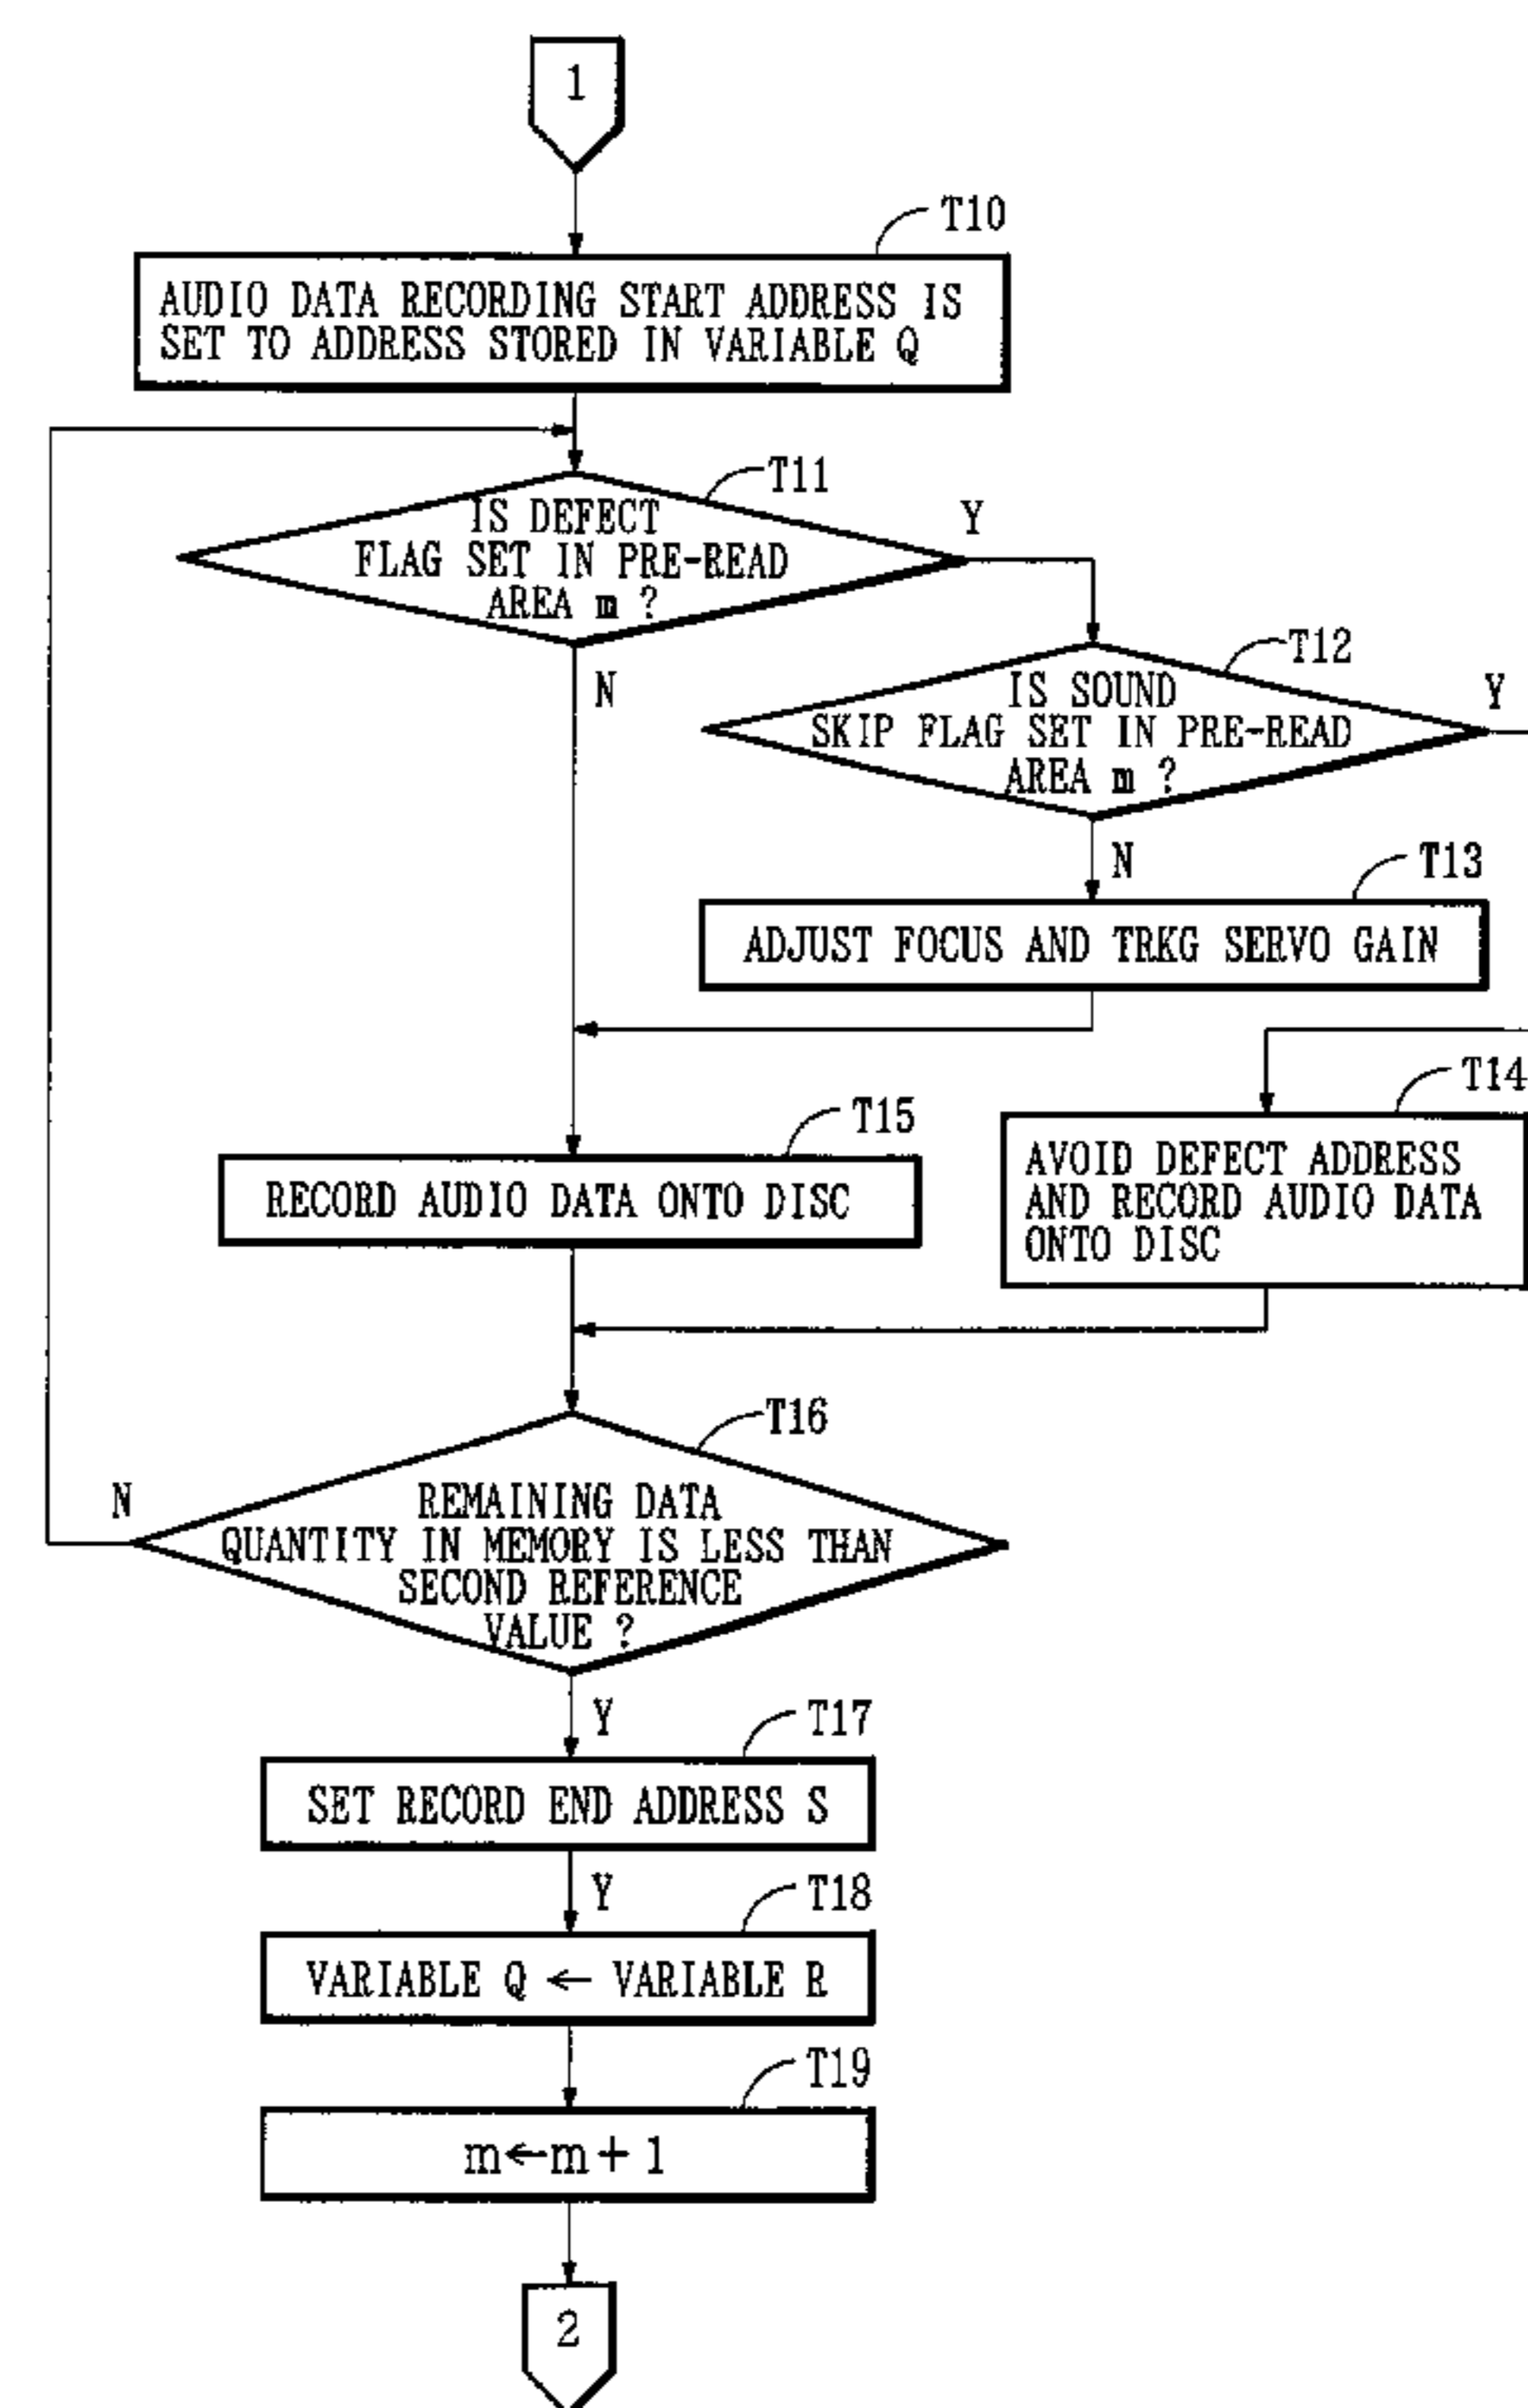 1
T10
AUDIO DATA RECORDING START ADDRESS IS
SET TO ADDRESS STORED IN VARIABLE Q
T11
IS DEFECT
FLAG SET IN PRE-READ
AREA m ?
Y
N
T12
IS SOUND
SKIP FLAG SET IN PRE-READ
AREA m ?
Y
N
T13
ADJUST FOCUS AND TRKG SERVO GAIN
T14
AVOID DEFECT ADDRESS
AND RECORD AUDIO DATA
ONTO DISC
T15
RECORD AUDIO DATA ONTO DISC
T16
REMAINING DATA
QUANTITY IN MEMORY IS LESS THAN
SECOND REFERENCE
VALUE ?
N
Y
T17
SET RECORD END ADDRESS S
Y
T18
VARIABLE Q ← VARIABLE R
T19
m←m+1
2